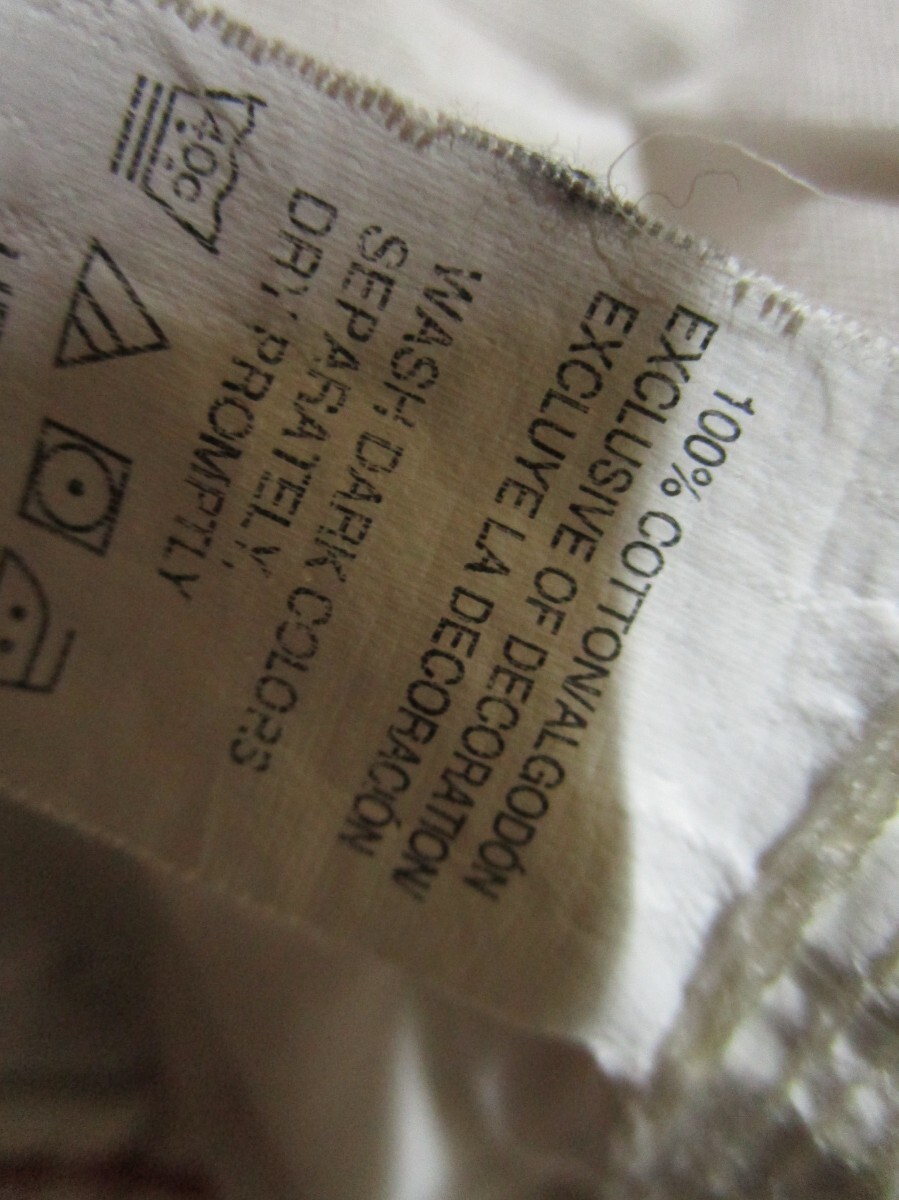 100% COTTON/ALGODÓN
EXCLUSIVE OF DECORATION
EXCLUYE LA DECORACIÓN
WASH DARK COLORS
SEPARATELY.
DRY PROMPTLY
40C